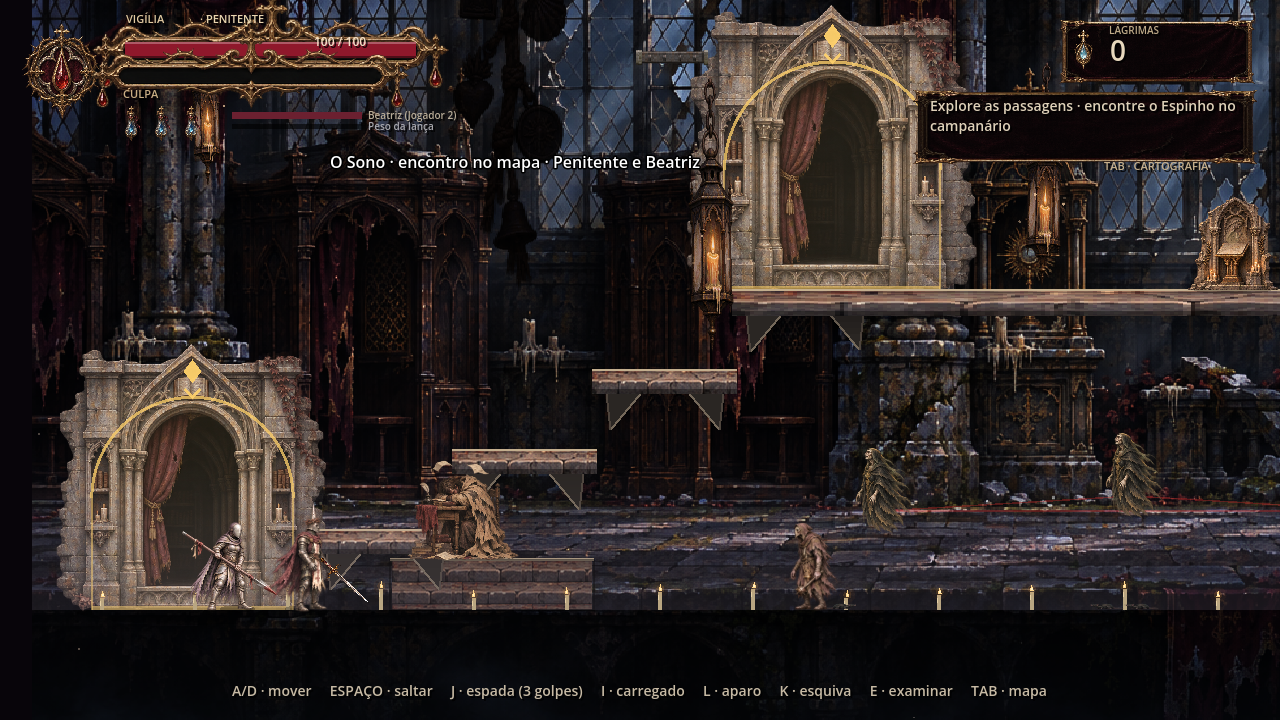 VIGÍLIA PENITENTE
100 / 100
CULPA
Beatriz (Jogador 2)
Peso da lança
LÁGRIMAS
0
Explore as passagens · encontre o Espinho no
campanário
TAB · CARTOGRAFIA
O Sono · encontro no mapa · Penitente e Beatriz
A/D · mover ESPAÇO · saltar J · espada (3 golpes) I · carregado L · aparo K · esquiva E · examinar TAB · mapa